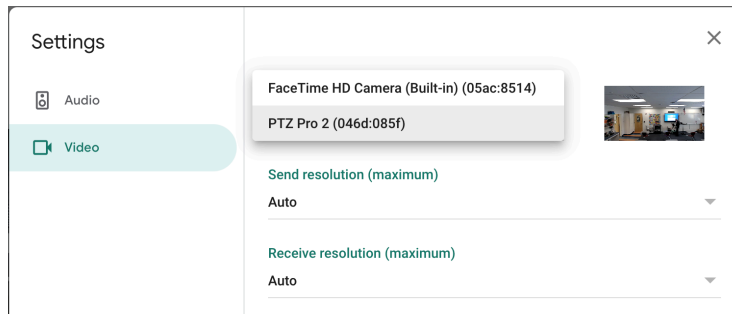 Settings
Audio
Video
FaceTime HD Camera (Built-in) (05ac:8514)
PTZ Pro 2 (046d:085f)
Send resolution (maximum)
Auto
Receive resolution (maximum)
Auto